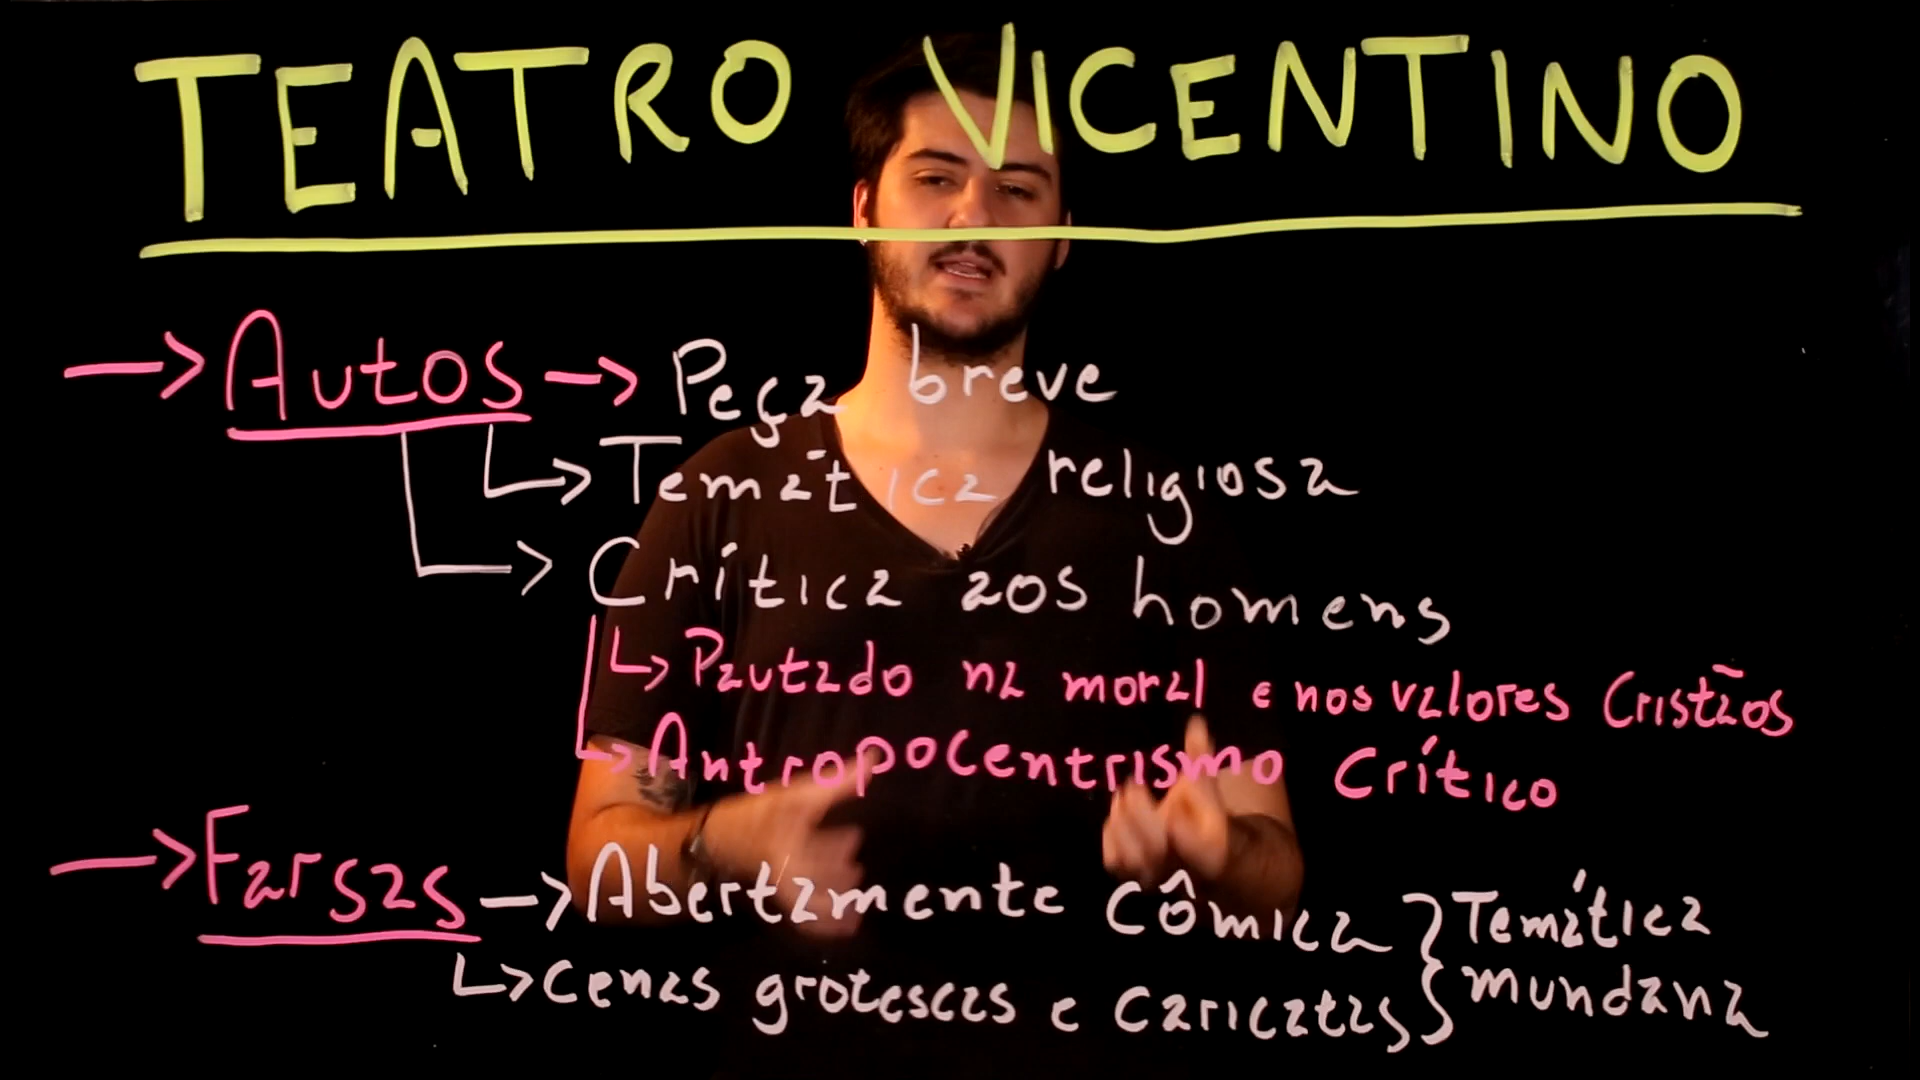 TEATRO VICENTINO
→ Autos → Peça breve
↳ Temática religiosa
↳ Crítica aos homens
↳ Pautado na moral e nos valores Cristãos
↳ Antropocentrismo Crítico
→ Farsas → Abertamente Cômica } Temática
↳ Cenas grotescas e Caricatas } mundana